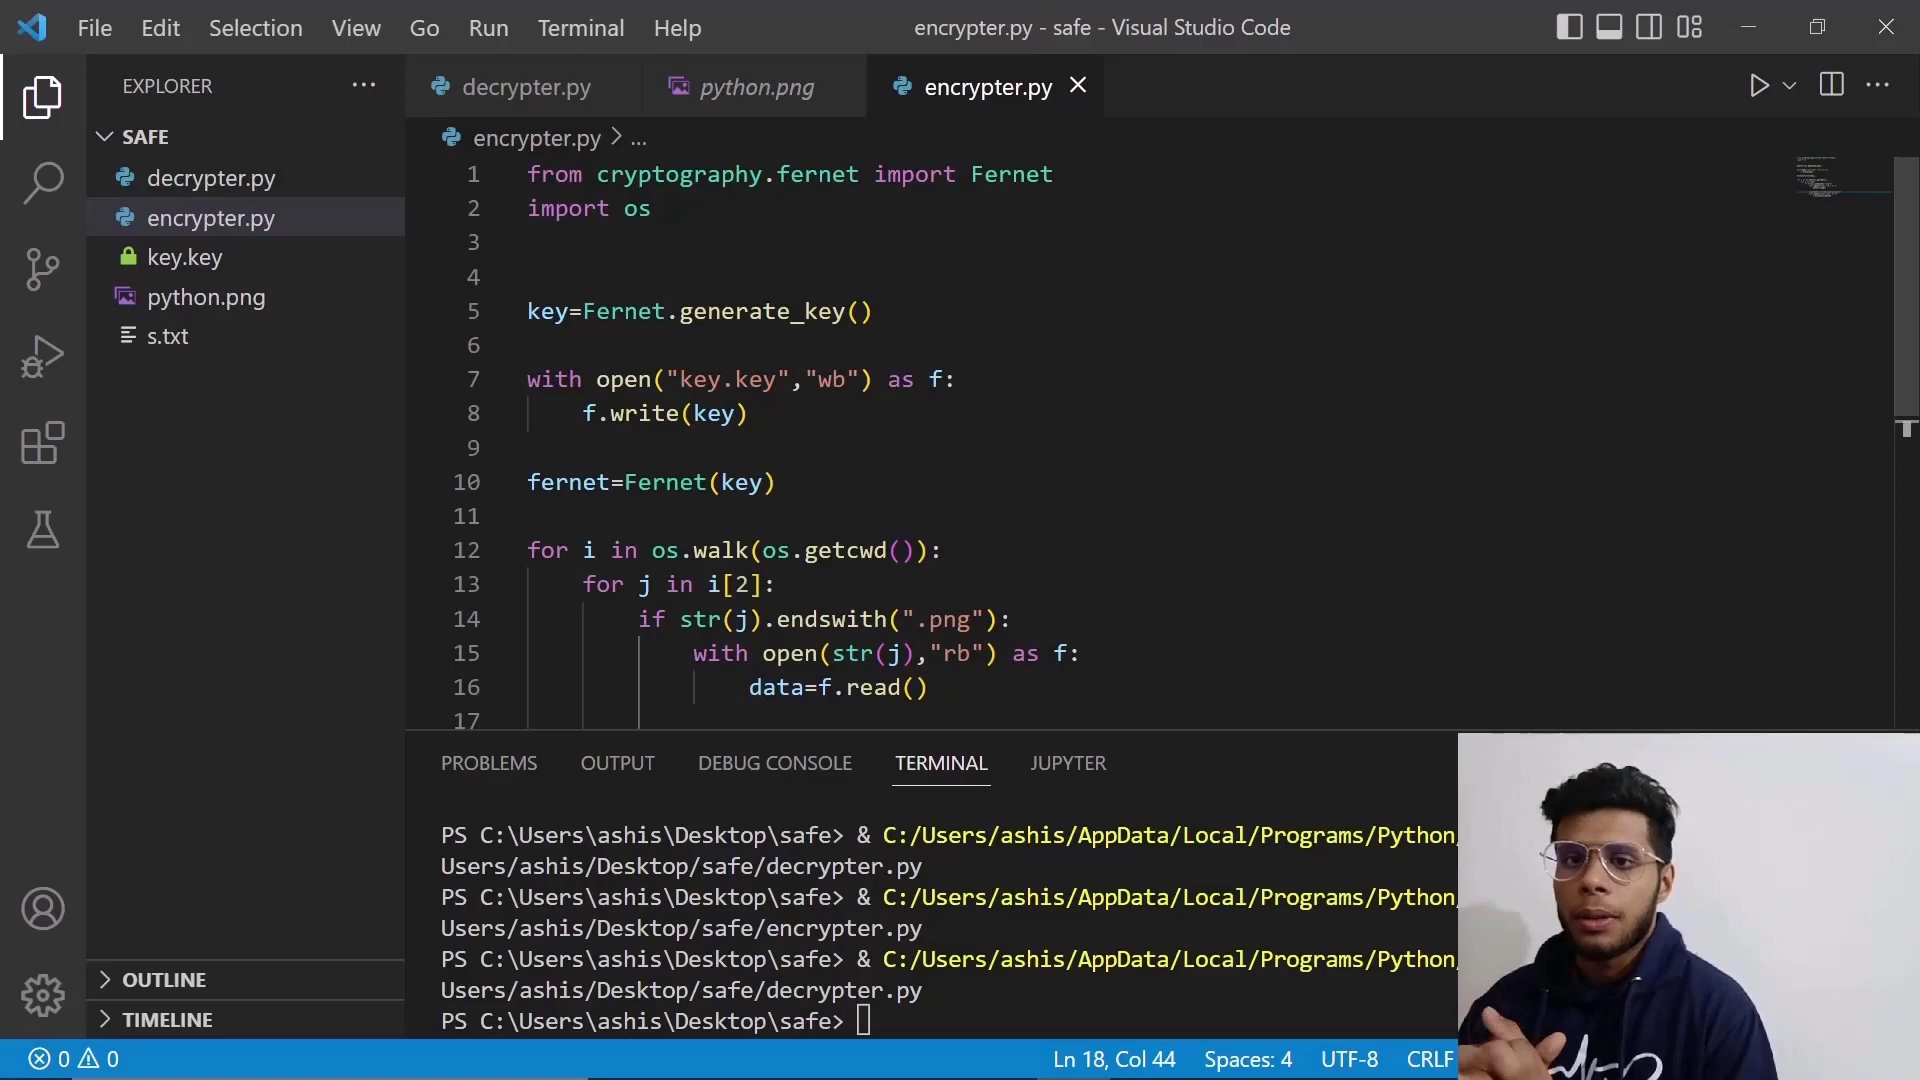 File Edit Selection View Go Run Terminal Help
encrypter.py - safe - Visual Studio Code
EXPLORER
decrypter.py
python.png
encrypter.py
SAFE
decrypter.py
encrypter.py
key.key
python.png
s.txt
OUTLINE
TIMELINE
encrypter.py > ...
1 from cryptography.fernet import Fernet
2 import os
3
4
5 key=Fernet.generate_key()
6
7 with open("key.key","wb") as f:
8 f.write(key)
9
10 fernet=Fernet(key)
11
12 for i in os.walk(os.getcwd()):
13 for j in i[2]:
14 if str(j).endswith(".png"):
15 with open(str(j),"rb") as f:
16 data=f.read()
17
PROBLEMS OUTPUT DEBUG CONSOLE TERMINAL JUPYTER
PS C:\Users\ashis\Desktop\safe> & C:/Users/ashis/AppData/Local/Programs/Python/
Users/ashis/Desktop/safe/decrypter.py
PS C:\Users\ashis\Desktop\safe> & C:/Users/ashis/AppData/Local/Programs/Python/
Users/ashis/Desktop/safe/encrypter.py
PS C:\Users\ashis\Desktop\safe> & C:/Users/ashis/AppData/Local/Programs/Python/
Users/ashis/Desktop/safe/decrypter.py
PS C:\Users\ashis\Desktop\safe>
0 0 Ln 18, Col 44 Spaces: 4 UTF-8 CRLF